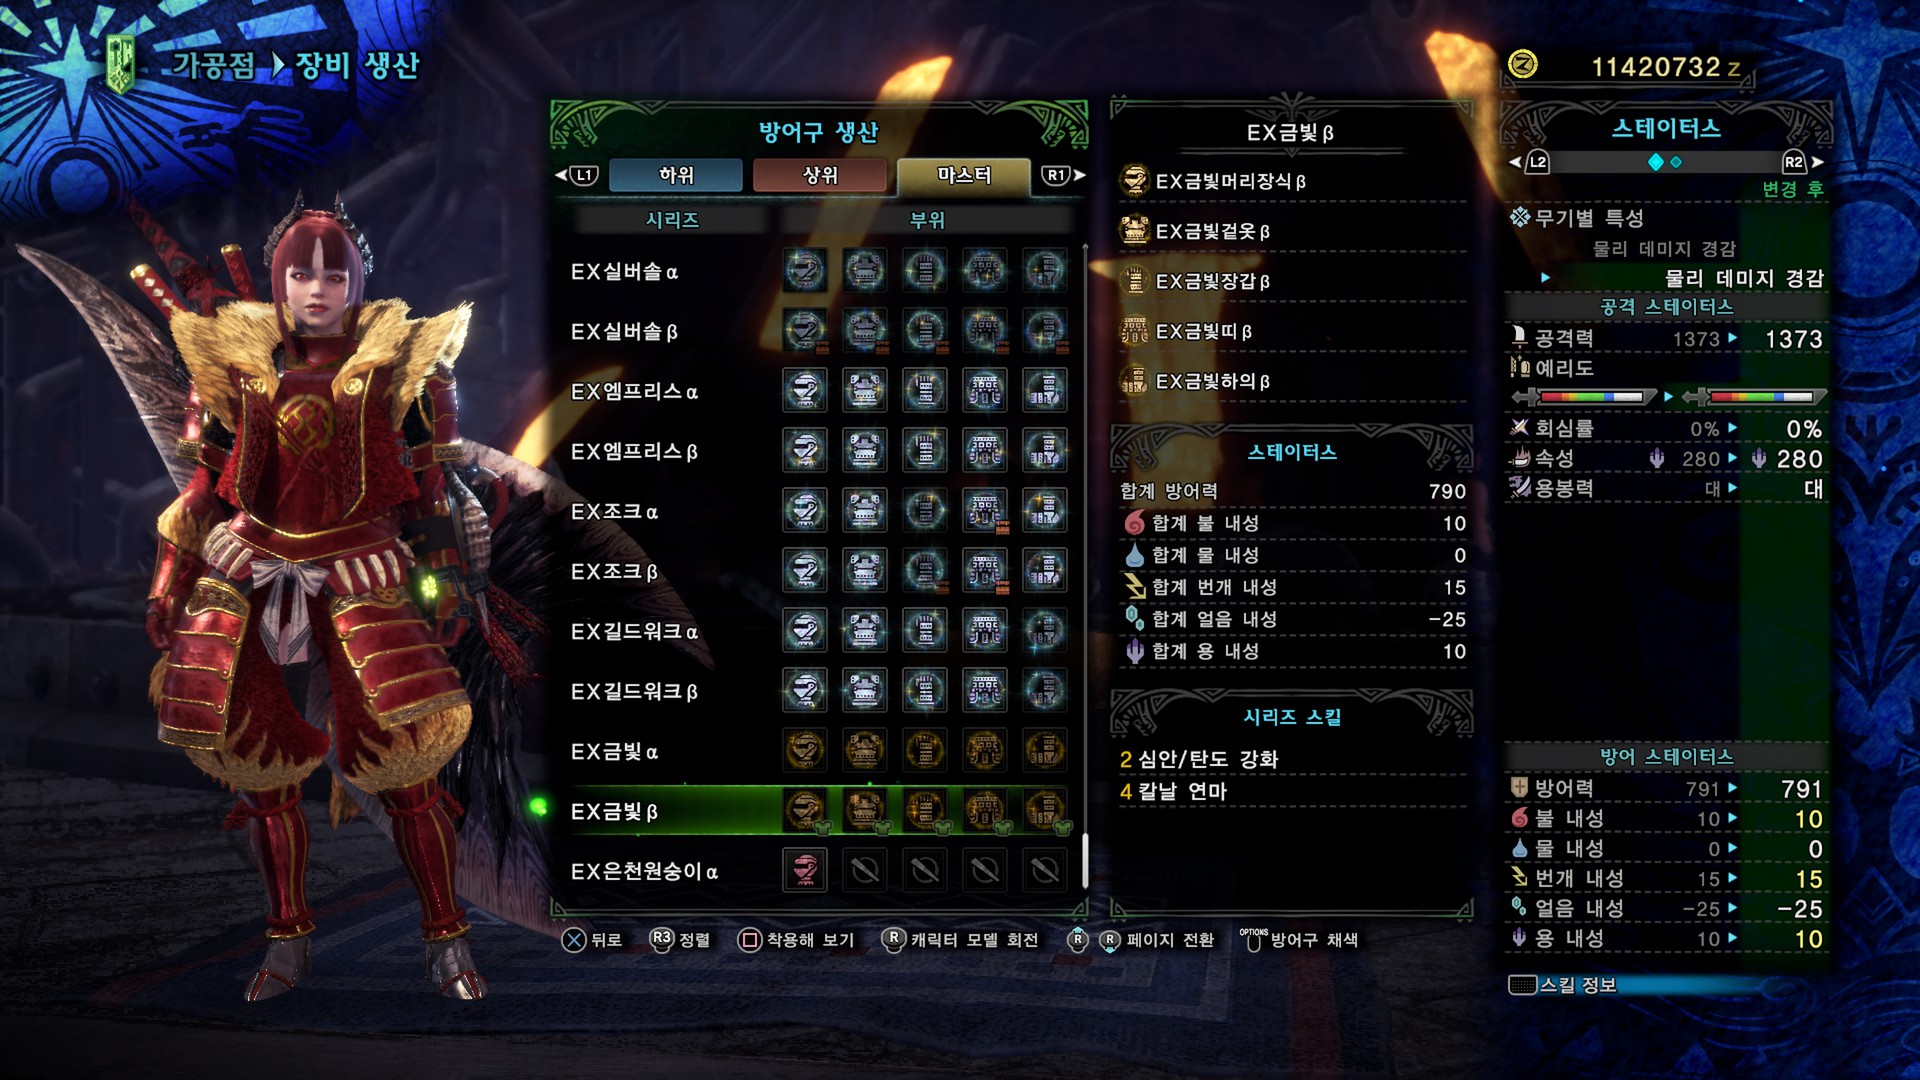 가공점 장비 생산
11420732 z
방어구 생산
L1 하위 상위 마스터 R1
시리즈 부위
EX실버솔α
EX실버솔β
EX엠프리스α
EX엠프리스β
EX조크α
EX조크β
EX길드워크α
EX길드워크β
EX금빛α
EX금빛β
EX은천원숭이α
EX금빛β
EX금빛머리장식β
EX금빛겉옷β
EX금빛장갑β
EX금빛띠β
EX금빛하의β
스테이터스
합계 방어력 790
합계 불 내성 10
합계 물 내성 0
합계 번개 내성 15
합계 얼음 내성 -25
합계 용 내성 10
시리즈 스킬
2 심안/탄도 강화
4 칼날 연마
스테이터스
L2 R2
변경 후
무기별 특성
물리 데미지 경감
물리 데미지 경감
공격 스테이터스
공격력 1373 1373
예리도
회심률 0% 0%
속성 280 280
용봉력 대 대
방어 스테이터스
방어력 791 791
불 내성 10 10
물 내성 0 0
번개 내성 15 15
얼음 내성 -25 -25
용 내성 10 10
스킬 정보
뒤로 R3 정렬 착용해 보기 R 캐릭터 모델 회전 R R 페이지 전환 OPTIONS 방어구 채색